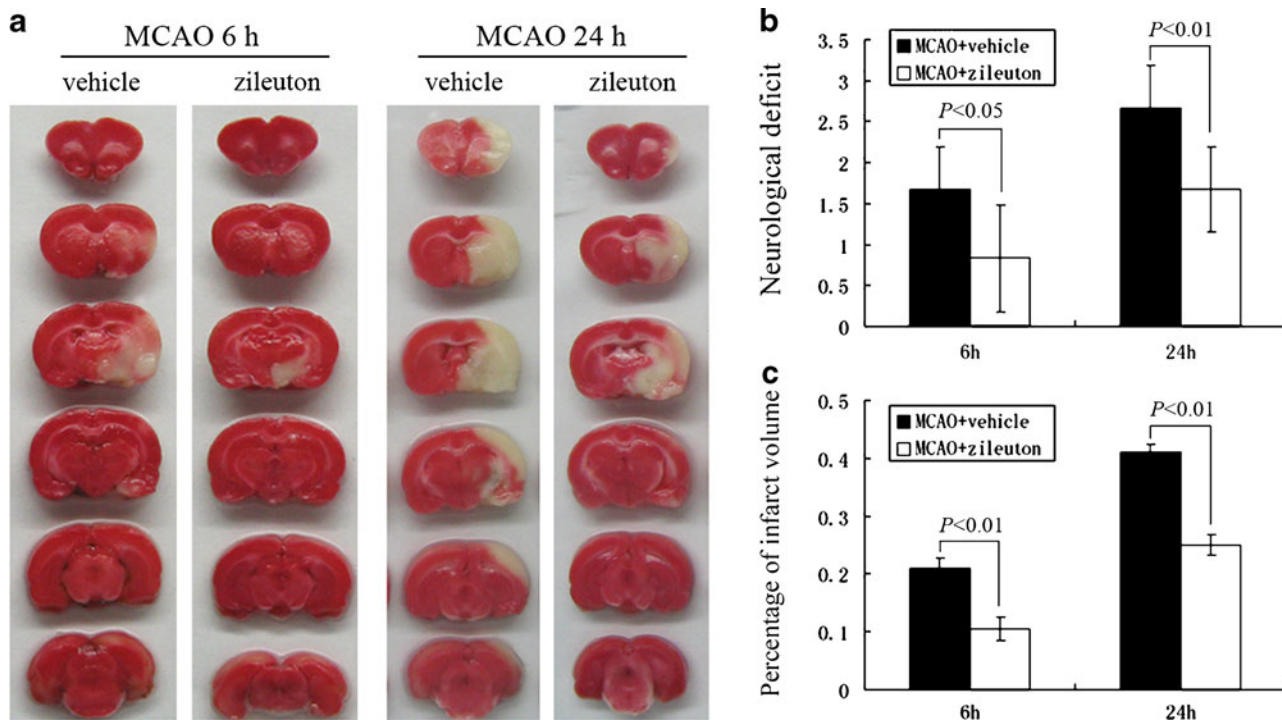 a
MCAO 6 h
MCAO 24 h
vehicle
zileuton
vehicle
zileuton
b
Neurological deficit
3.5
3
2.5
2
1.5
1
0.5
0
MCAO+vehicle
MCAO+zileuton
P<0.05
P<0.01
6h
24h
c
Percentage of infarct volume
0.5
0.4
0.3
0.2
0.1
0
MCAO+vehicle
MCAO+zileuton
P<0.01
P<0.01
6h
24h